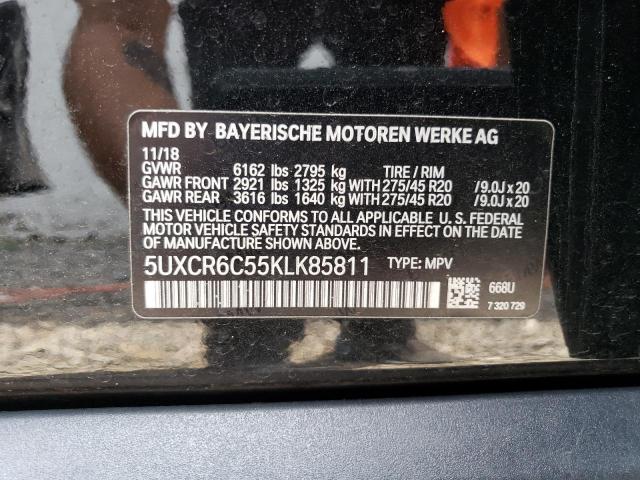 MFD BY BAYERISCHE MOTOREN WERKE AG
11/18
GVWR 6162 lbs 2795 kg TIRE / RIM
GAWR FRONT 2921 lbs 1325 kg WITH 275/45 R20 /9.0J x 20
GAWR REAR 3616 lbs 1640 kg WITH 275/45 R20 /9.0J x 20
THIS VEHICLE CONFORMS TO ALL APPLICABLE U. S. FEDERAL
MOTOR VEHICLE SAFETY STANDARDS IN EFFECT ON THE DATE
OF MANUFACTURE SHOWN ABOVE.
5UXCR6C55KLK85811 TYPE: MPV
668U
7 320 729